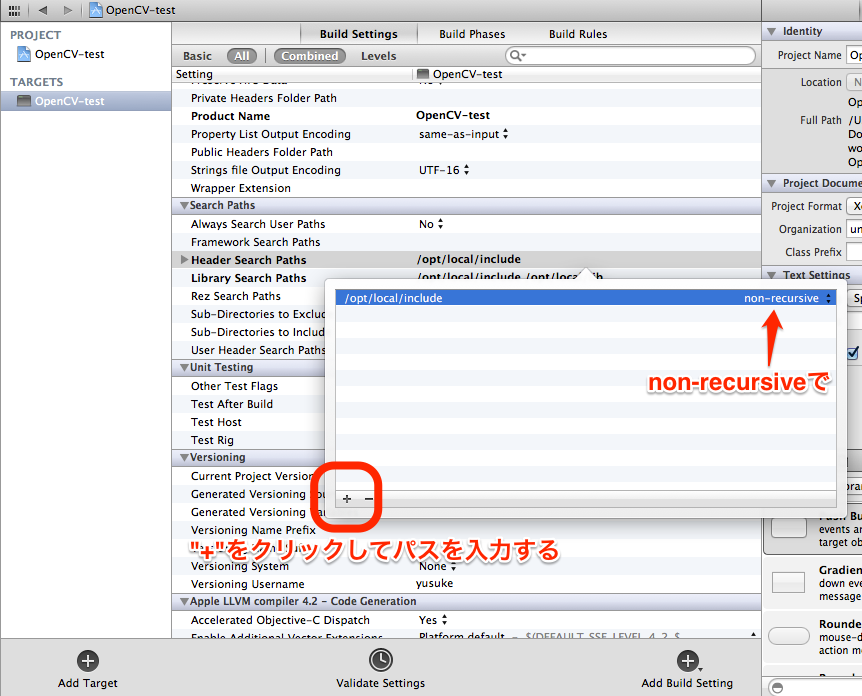 OpenCV-test
PROJECT
OpenCV-test
TARGETS
OpenCV-test
Build Settings Build Phases Build Rules
Basic All Combined Levels
Setting OpenCV-test
Private Headers Folder Path
Product Name OpenCV-test
Property List Output Encoding same-as-input
Public Headers Folder Path
Strings file Output Encoding UTF-16
Wrapper Extension
Search Paths
Always Search User Paths No
Framework Search Paths
Header Search Paths /opt/local/include
Library Search Paths
Rez Search Paths
Sub-Directories to Exclu
Sub-Directories to Includ
User Header Search Paths
/opt/local/include non-recursive
non-recursiveで
Unit Testing
Other Test Flags
Test After Build
Test Host
Test Rig
Versioning
Current Project Version
Generated Versioning
Generated Versioning
Versioning Name Prefix
"+"をクリックしてパスを入力する
Versioning System None
Versioning Username yusuke
Apple LLVM compiler 4.2 - Code Generation
Accelerated Objective-C Dispatch Yes
Enable Additional Vector Extensions Platform default - $(DEFAULT_SSE_LEVEL_4_2_$
Add Target
Validate Settings
Add Build Setting
Identity
Project Name Op
Location N
Op
Full Path /U
Do
wo
Op
Project Docume
Project Format X
Organization un
Class Prefix
Text Settings
Sp
Push Bu
events an
target ob
Gradien
down eve
message
Rounde
mouse-d
action m